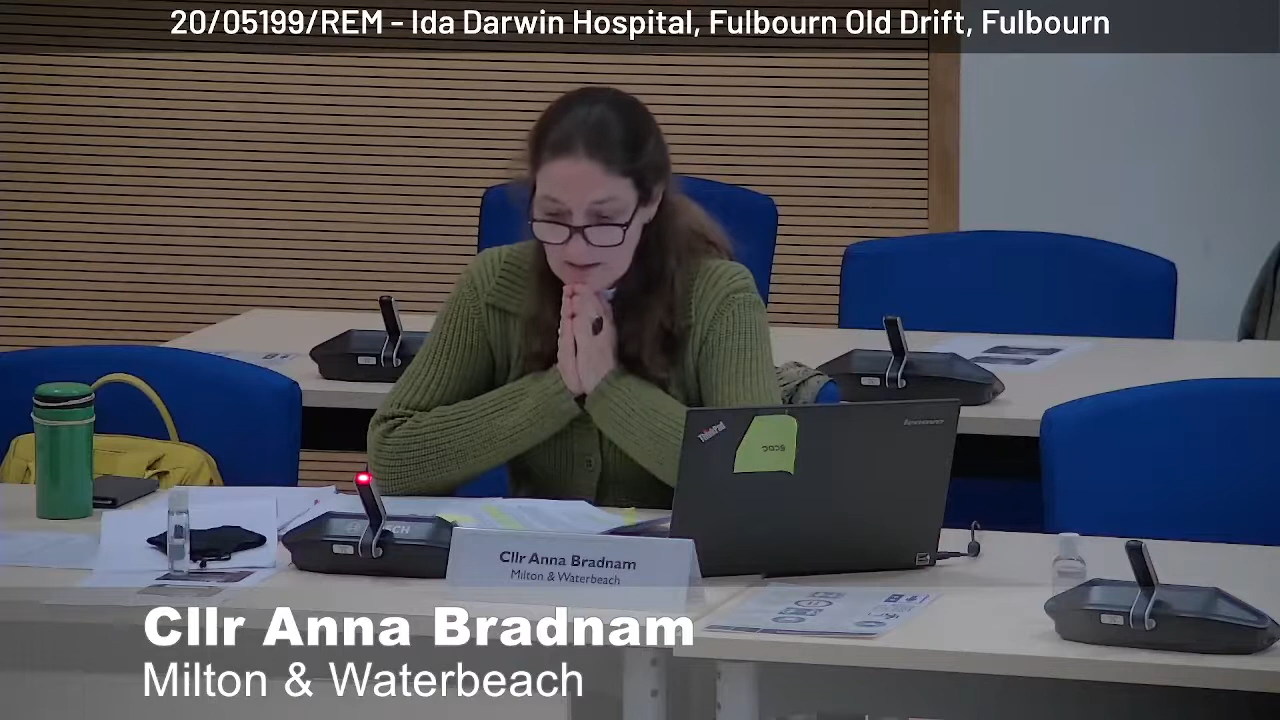 20/05199/REM - Ida Darwin Hospital, Fulbourn Old Drift, Fulbourn
ThinkPad
lenovo
Cllr Anna Bradnam
Milton & Waterbeach
Cllr Anna Bradnam
Milton & Waterbeach